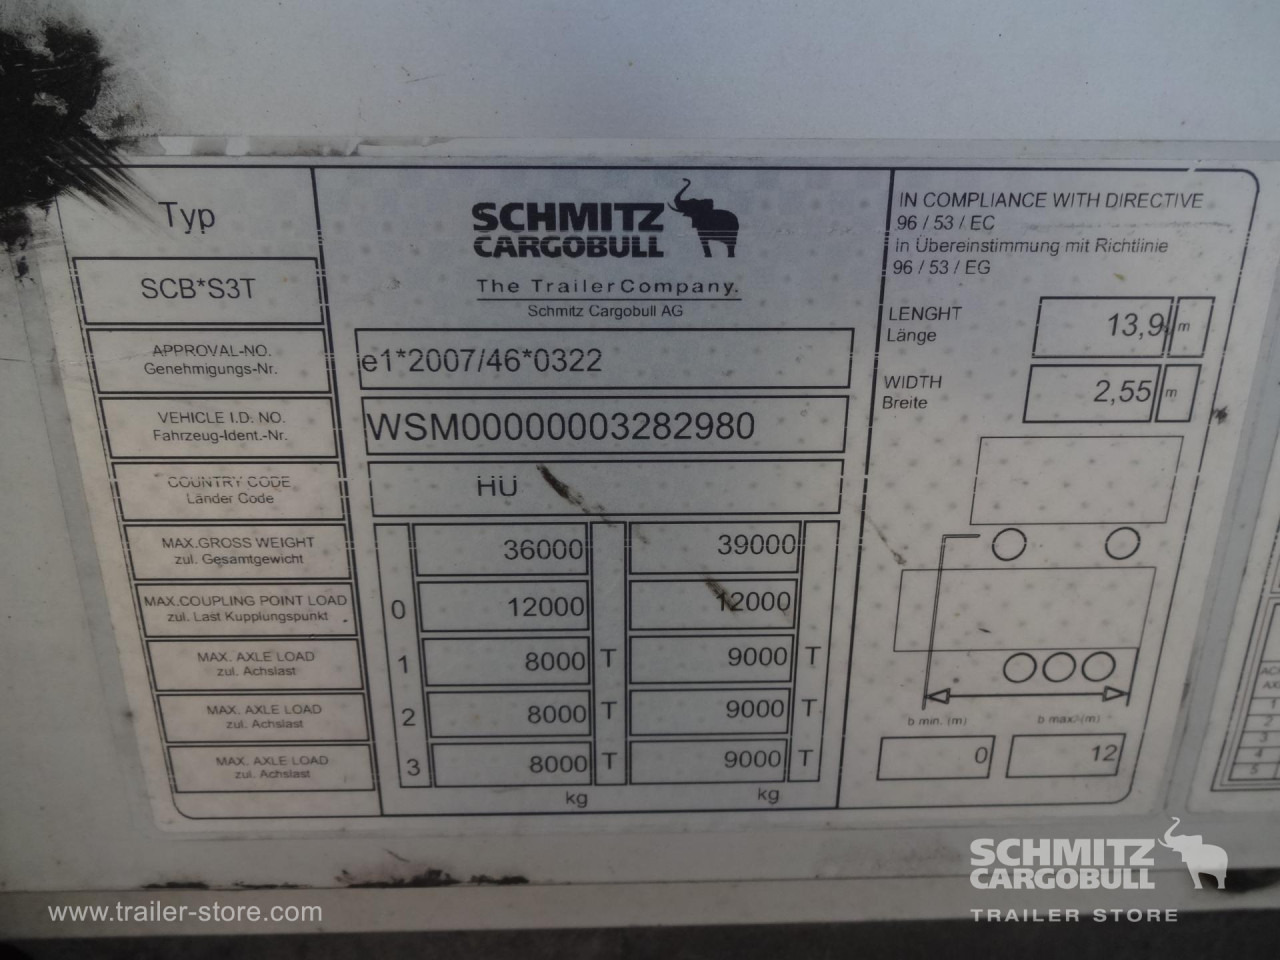 Typ
SCB*S3T
SCHMITZ
CARGOBULL
The Trailer Company.
Schmitz Cargobull AG
IN COMPLIANCE WITH DIRECTIVE
96 / 53 / EC
in Übereinstimmung mit Richtlinie
96 / 53 / EG
LENGHT
Länge
13,9 m
WIDTH
Breite
2,55 m
APPROVAL-NO.
Genehmigungs-Nr.
e1*2007/46*0322
VEHICLE I.D. NO.
Fahrzeug-Ident.-Nr.
WSM00000003282980
COUNTRY CODE
Länder Code
HU
MAX.GROSS WEIGHT
zul. Gesamtgewicht
36000 39000
MAX.COUPLING POINT LOAD
zul. Last Kupplungspunkt
0 12000 12000
MAX. AXLE LOAD
zul. Achslast
1 8000 T 9000 T
MAX. AXLE LOAD
zul. Achslast
2 8000 T 9000 T
MAX. AXLE LOAD
zul. Achslast
3 8000 T 9000 T
kg kg
b min. (m) b max. (m)
0 12
1
2
3
4
5
SCHMITZ
CARGOBULL
TRAILER STORE
www.trailer-store.com